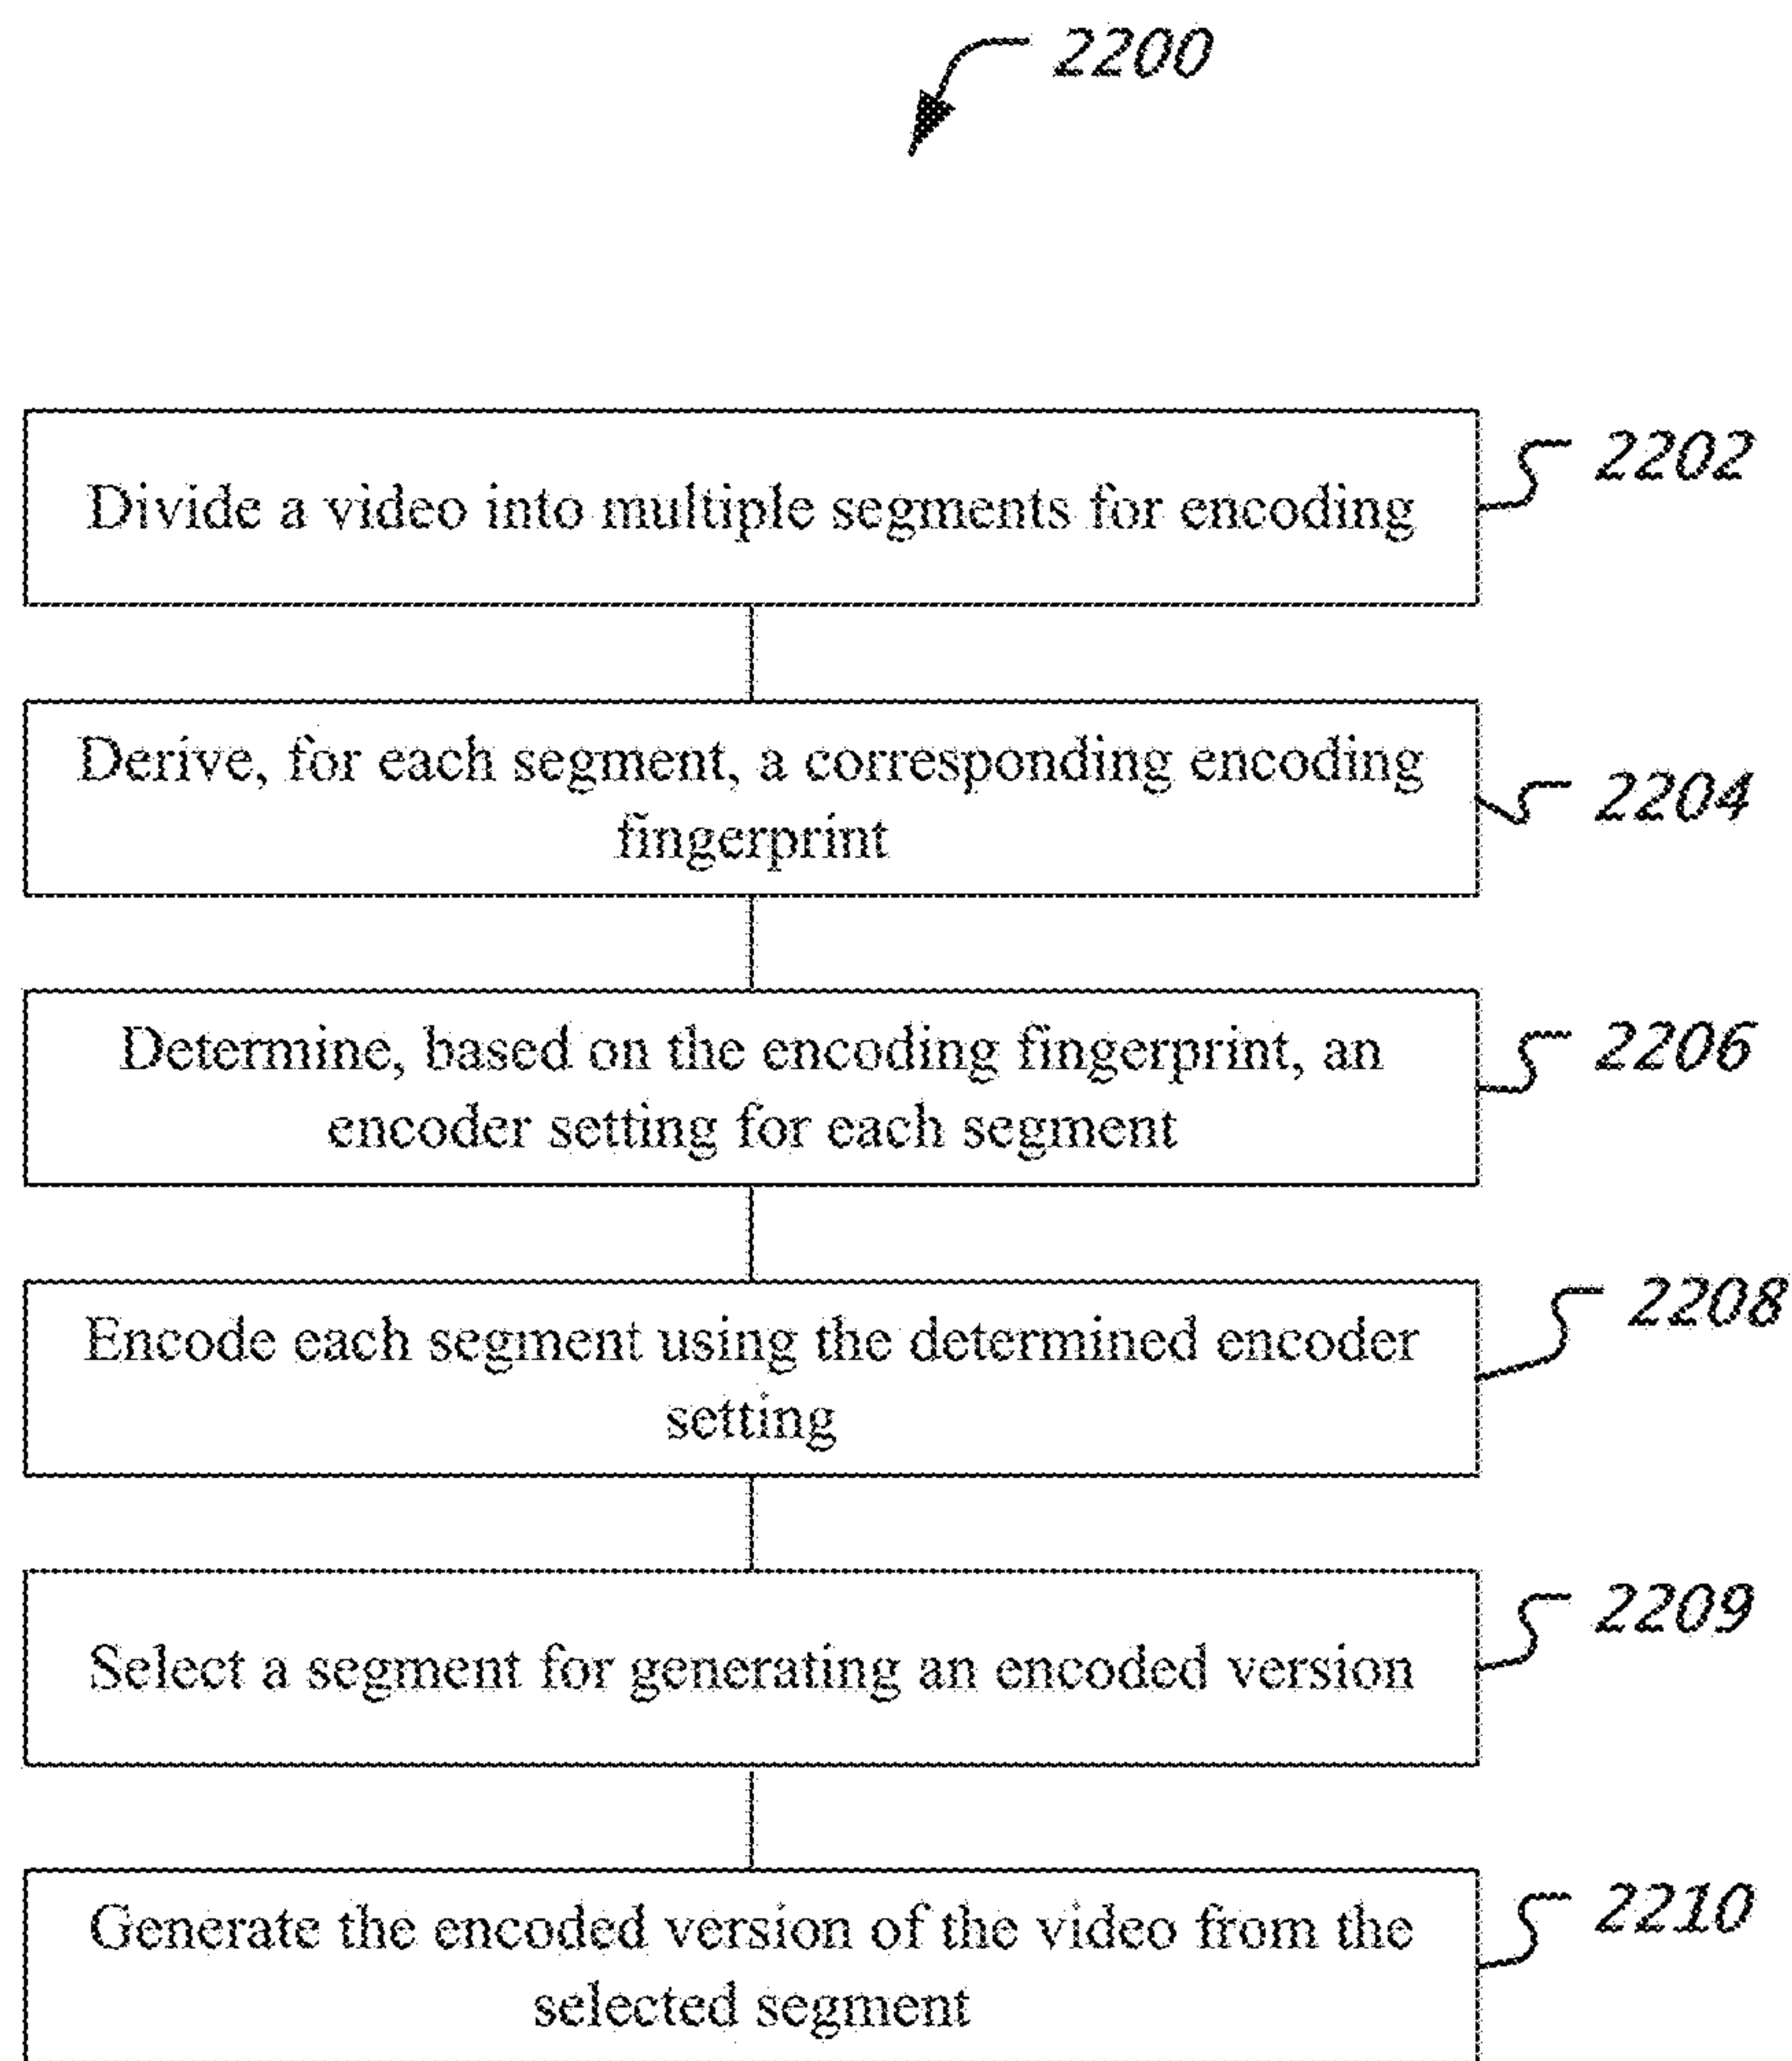 2200
Divide a video into multiple segments for encoding
2202
Derive, for each segment, a corresponding encoding
fingerprint
2204
Determine, based on the encoding fingerprint, an
encoder setting for each segment
2206
Encode each segment using the determined encoder
setting
2208
Select a segment for generating an encoded version
2209
Generate the encoded version of the video from the
selected segment
2210